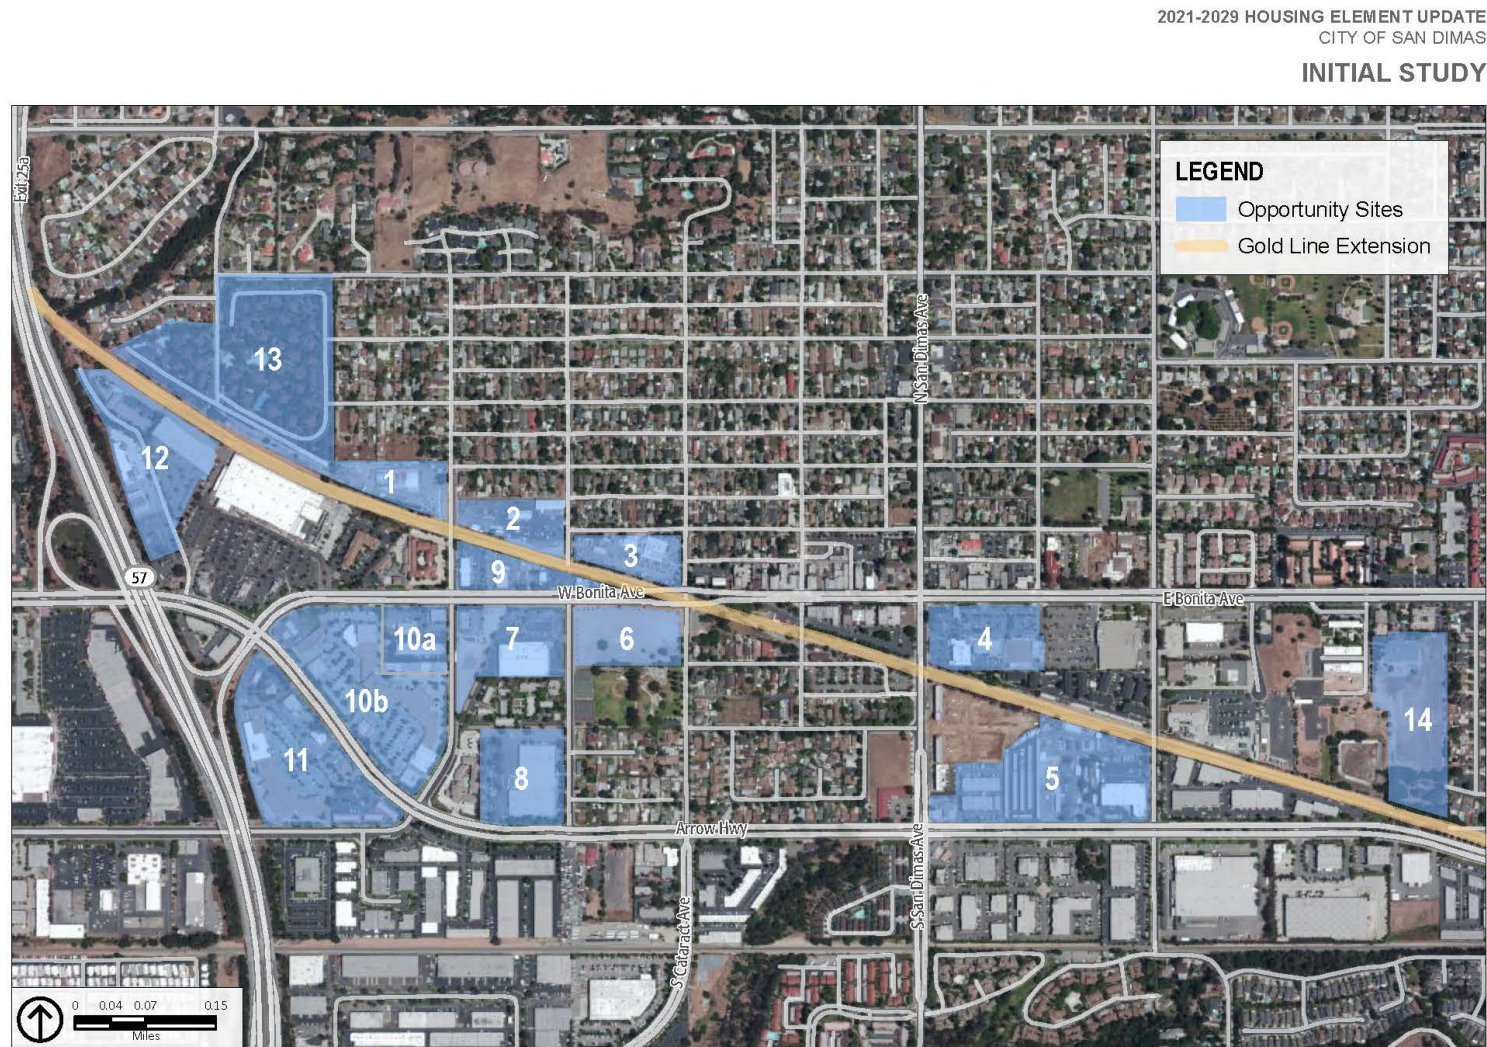 2021-2029 HOUSING ELEMENT UPDATE
CITY OF SAN DIMAS
INITIAL STUDY
Exit 25a
LEGEND
Opportunity Sites
Gold Line Extension
N San Dimas Ave
13
12
1
2
3
9
57
W Bonita Ave
E Bonita Ave
10a
7
6
4
10b
14
11
8
5
Arrow Hwy
S San Dimas Ave
S Cataract Ave
0 0.04 0.07 0.15
Miles